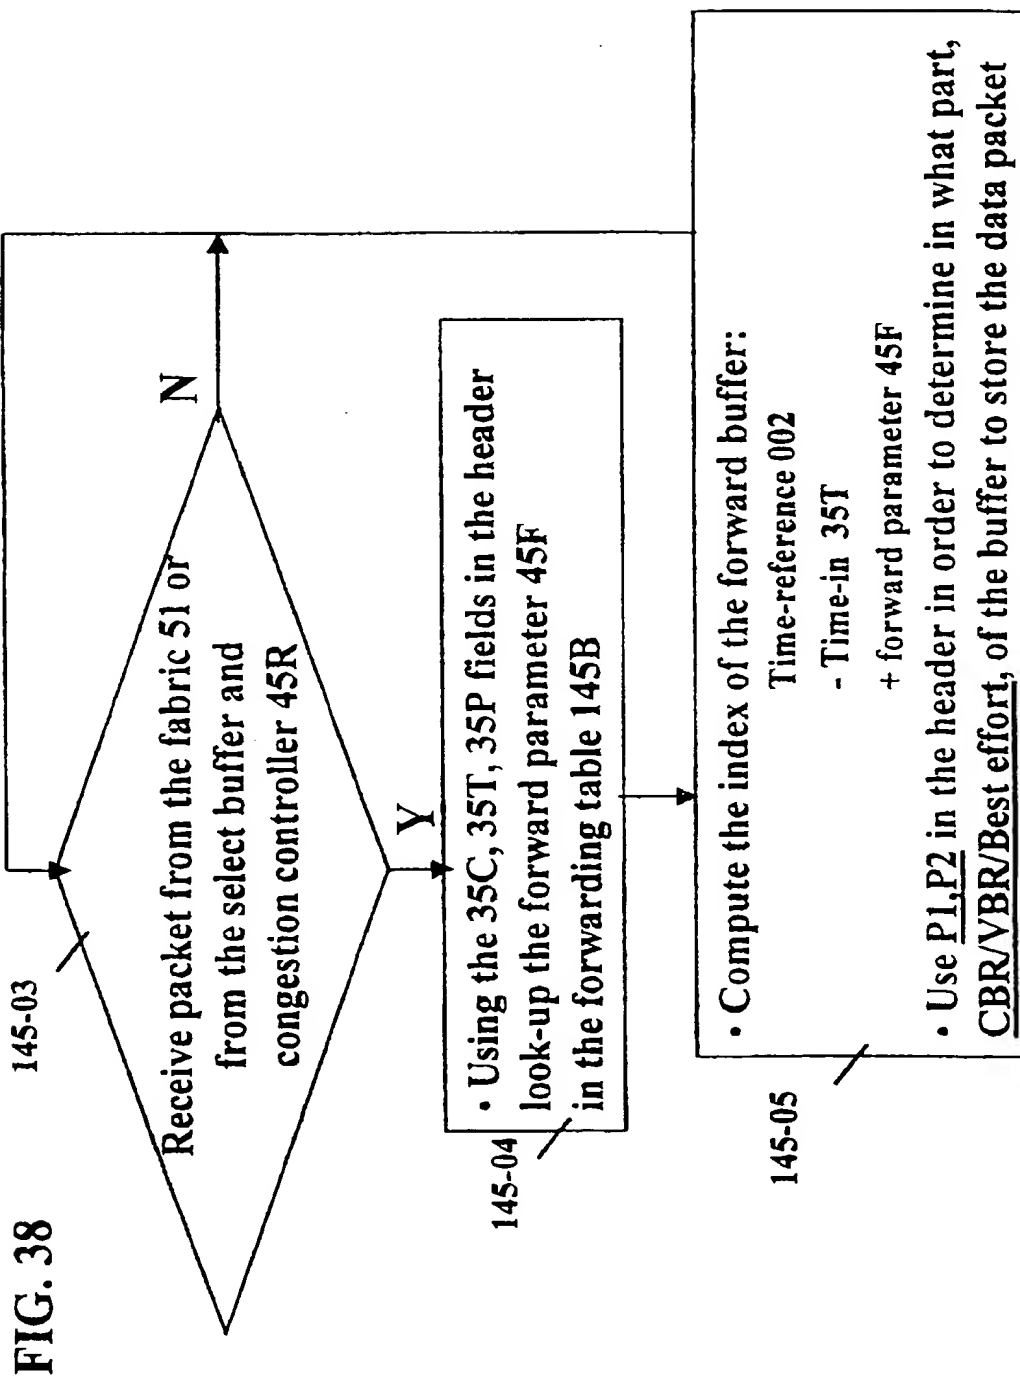 FIG. 38
145-03
Receive packet from the fabric 51 or
from the select buffer and
congestion controller 45R
N
Y
145-04
• Using the 35C, 35T, 35P fields in the header
look-up the forward parameter 45F
in the forwarding table 145B
145-05
• Compute the index of the forward buffer:
Time-reference 002
- Time-in 35T
+ forward parameter 45F
• Use P1,P2 in the header in order to determine in what part,
CBR/VBR/Best effort, of the buffer to store the data packet